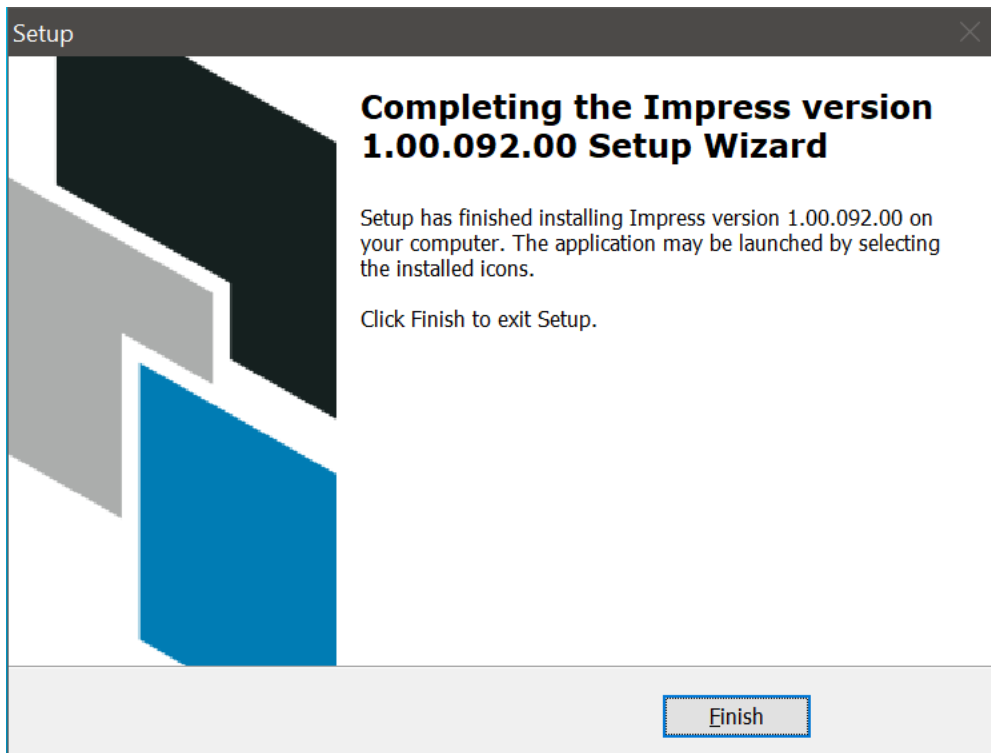 Setup
Completing the Impress version
1.00.092.00 Setup Wizard
Setup has finished installing Impress version 1.00.092.00 on
your computer. The application may be launched by selecting
the installed icons.
Click Finish to exit Setup.
Finish